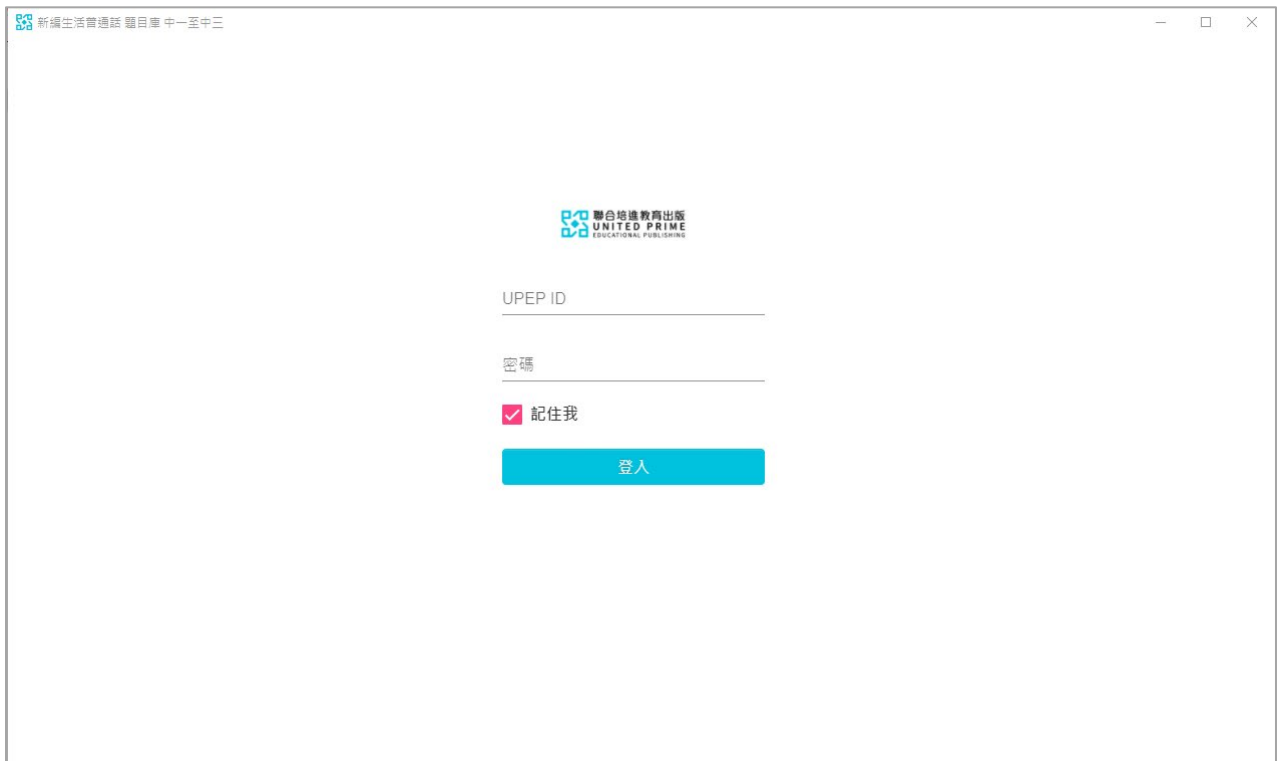 新編生活普通話 題目庫 中一至中三
聯合培進教育出版
UNITED PRIME
EDUCATIONAL PUBLISHING
UPEP ID
密碼
記住我
登入